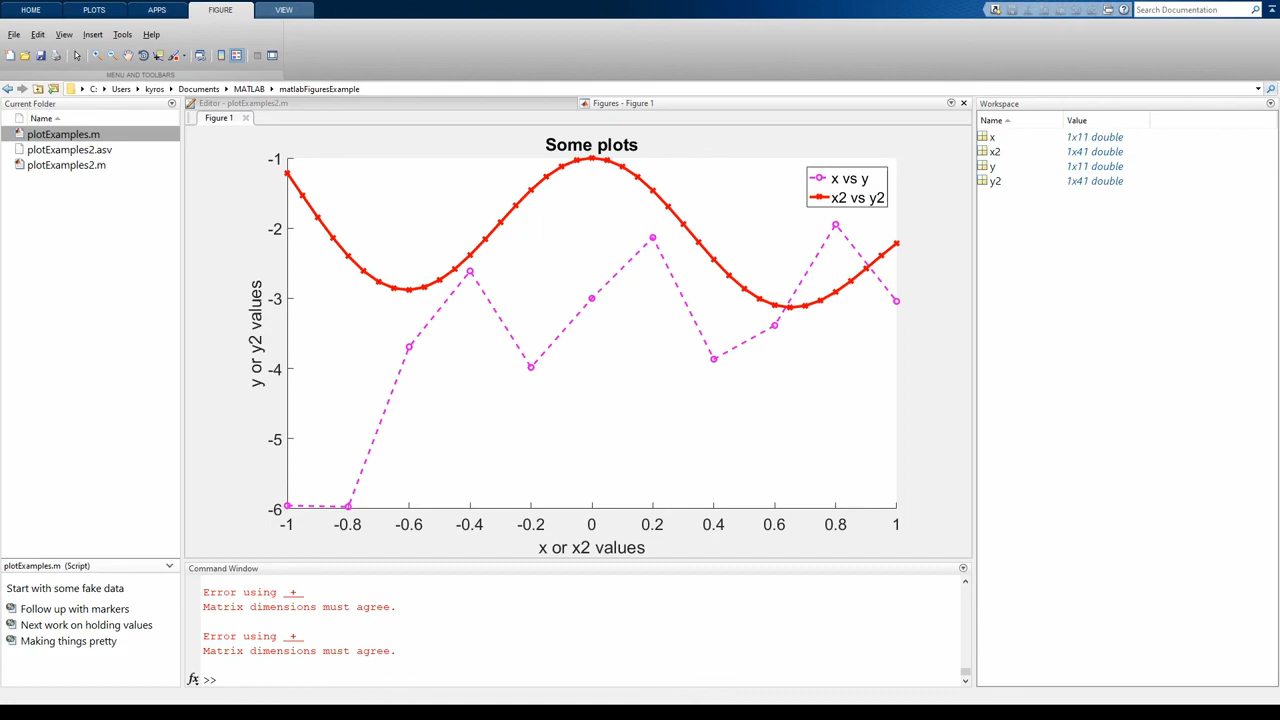 HOME PLOTS APPS FIGURE VIEW
Search Documentation
File Edit View Insert Tools Help
MENU AND TOOLBARS
C: Users kyros Documents MATLAB matlabFiguresExample
Current Folder
Name
plotExamples.m
plotExamples2.asv
plotExamples2.m
plotExamples.m (Script)
Start with some fake data
Follow up with markers
Next work on holding values
Making things pretty
Editor - plotExamples2.m
Figures - Figure 1
Figure 1
Some plots
x vs y
x2 vs y2
-1
-2
-3
-4
-5
-6
y or y2 values
-1 -0.8 -0.6 -0.4 -0.2 0 0.2 0.4 0.6 0.8 1
x or x2 values
Command Window
Error using +
Matrix dimensions must agree.
Error using +
Matrix dimensions must agree.
fx >>
Workspace
Name Value
x 1x11 double
x2 1x41 double
y 1x11 double
y2 1x41 double